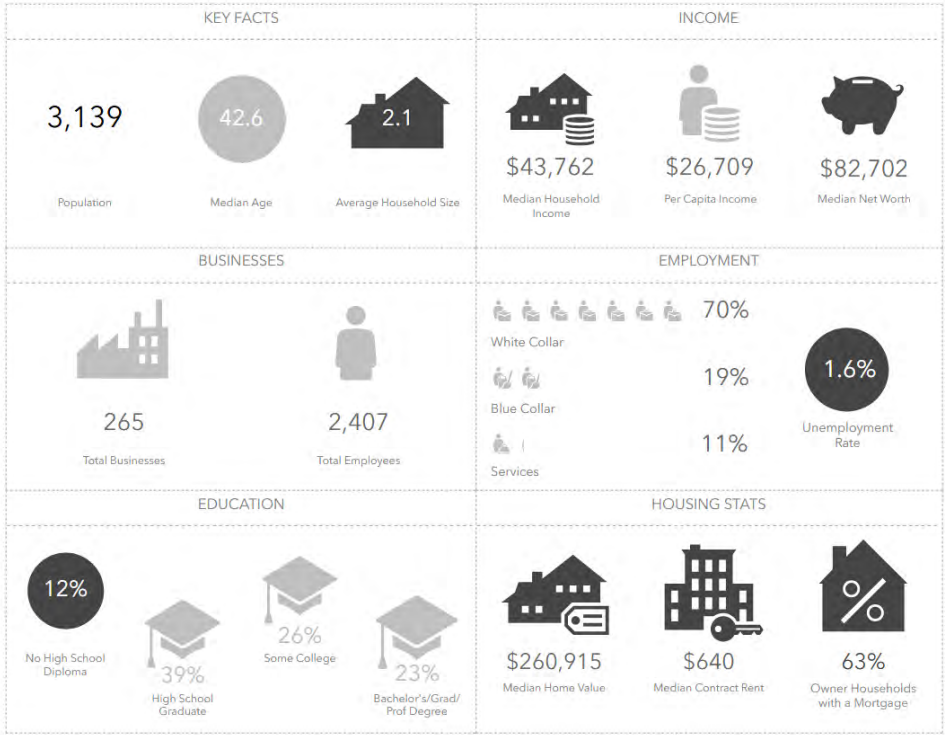 KEY FACTS
3,139
Population
42.6
Median Age
2.1
Average Household Size
INCOME
$43,762
Median Household
Income
$26,709
Per Capita Income
$82,702
Median Net Worth
BUSINESSES
265
Total Businesses
2,407
Total Employees
EMPLOYMENT
70%
White Collar
19%
Blue Collar
11%
Services
1.6%
Unemployment
Rate
EDUCATION
12%
No High School
Diploma
39%
High School
Graduate
26%
Some College
23%
Bachelor's/Grad/
Prof Degree
HOUSING STATS
$260,915
Median Home Value
$640
Median Contract Rent
63%
Owner Households
with a Mortgage